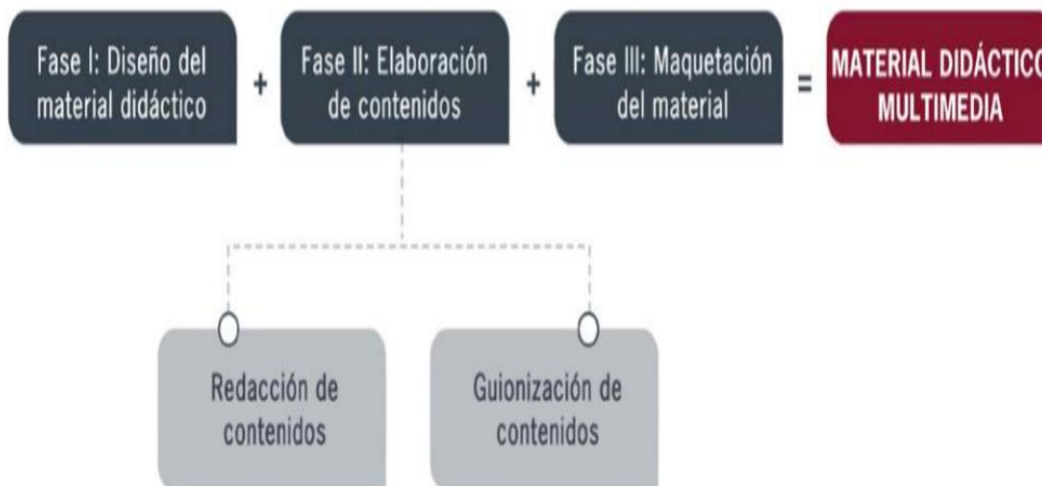 Fase I: Diseño del
material didáctico
+
Fase II: Elaboración
de contenidos
+
Fase III: Maquetación
del material
=
MATERIAL DIDÁCTICO
MULTIMEDIA
Redacción de
contenidos
Guionización de
contenidos